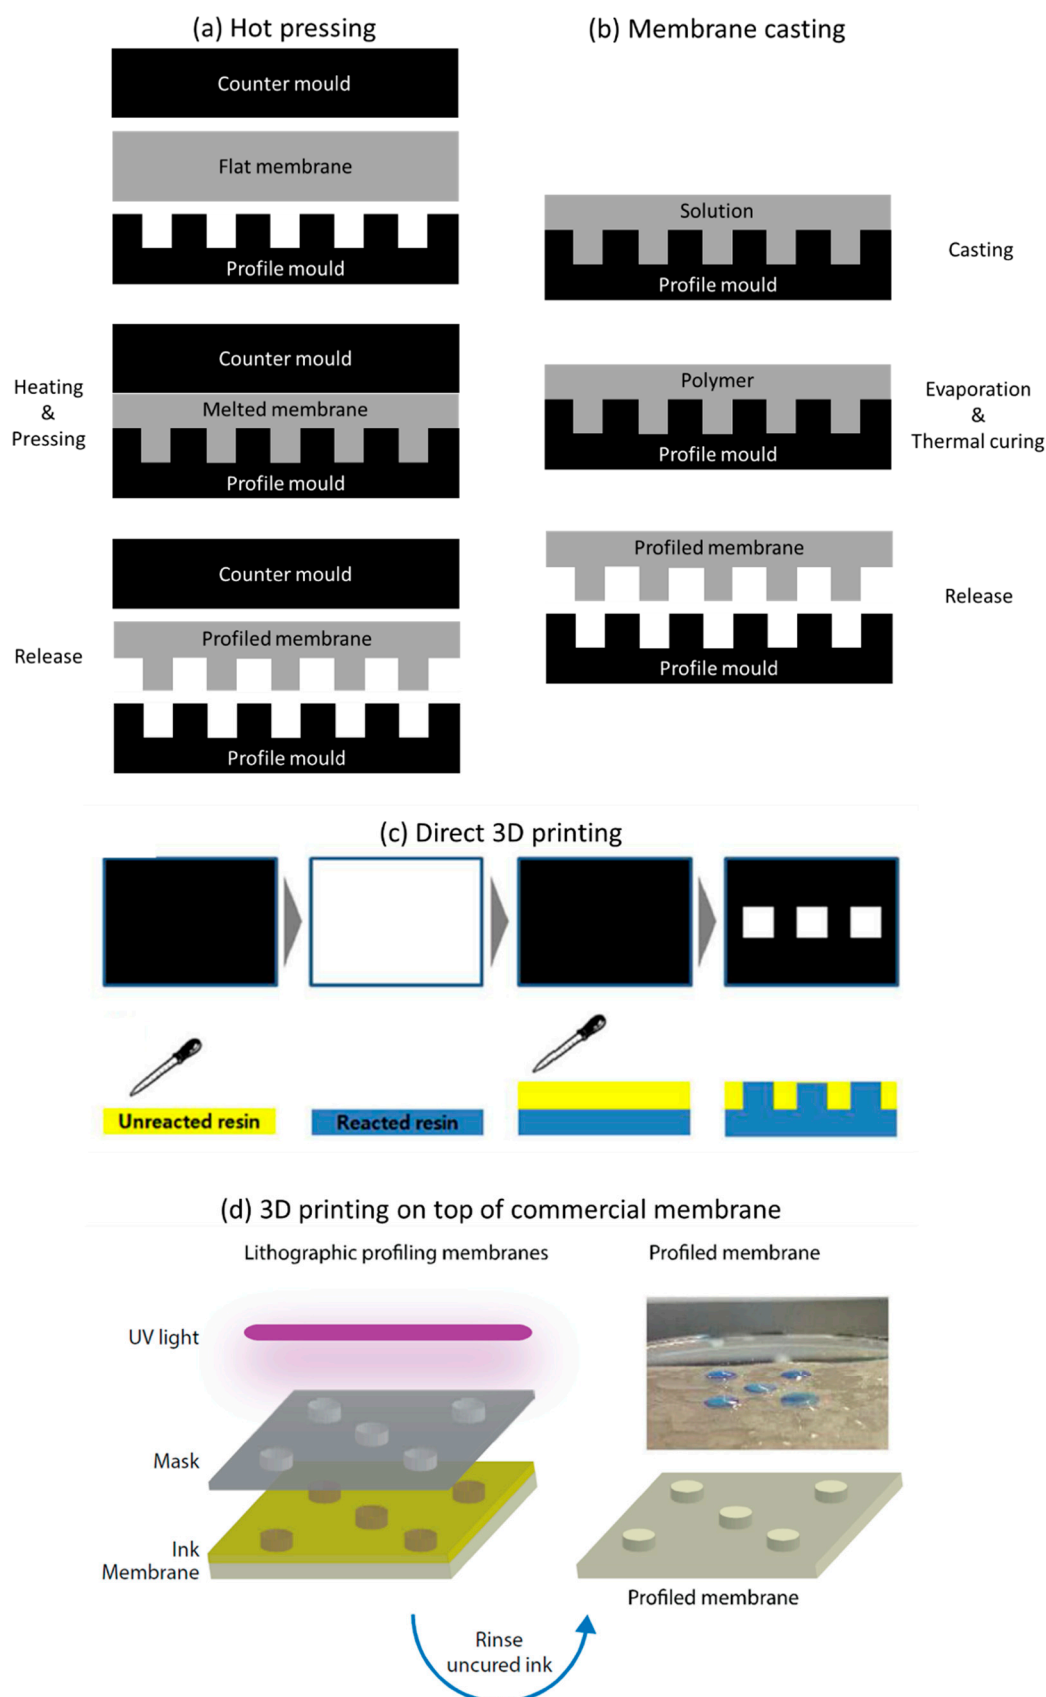 (a) Hot pressing
Counter mould
Flat membrane
Profile mould
Heating
&
Pressing
Counter mould
Melted membrane
Profile mould
Release
Counter mould
Profiled membrane
Profile mould
(b) Membrane casting
Solution
Profile mould
Casting
Polymer
Profile mould
Evaporation
&
Thermal curing
Profiled membrane
Profile mould
Release
(c) Direct 3D printing
Unreacted resin
Reacted resin
(d) 3D printing on top of commercial membrane
Lithographic profiling membranes
UV light
Mask
Ink
Membrane
Profiled membrane
Profiled membrane
Rinse
uncured ink